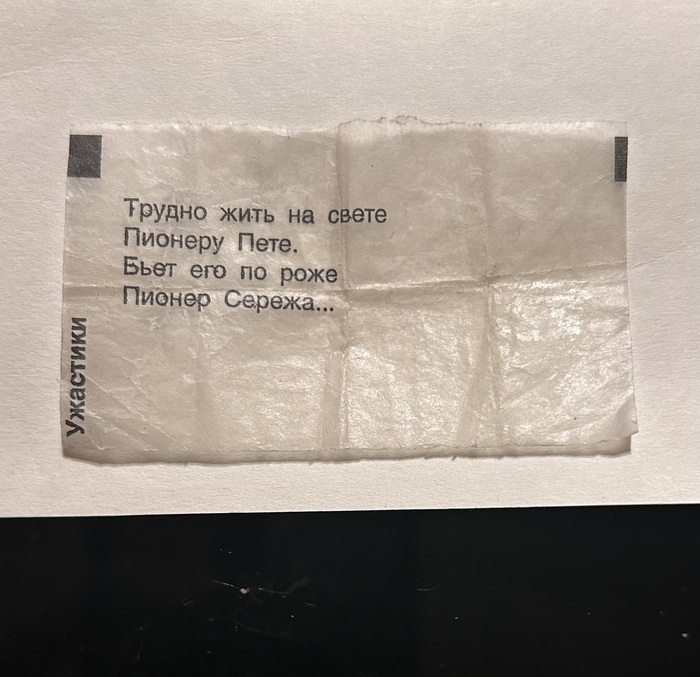 Трудно жить на свете
Пионеру Пете.
Бьет его по роже
Пионер Сережа...
Ужастики